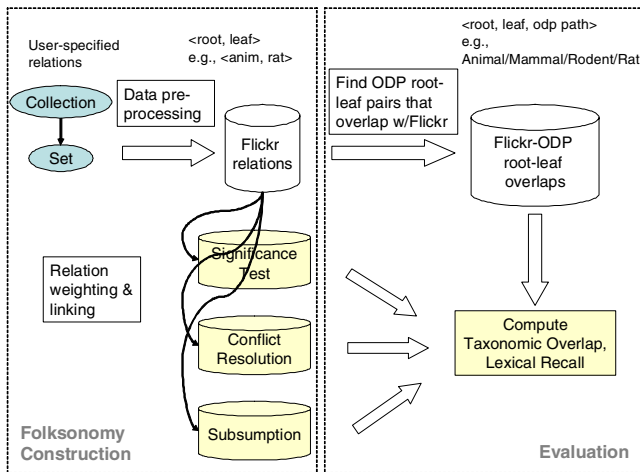 User-specified
relations
Collection
Set
Data pre-
processing
<root, leaf>
e.g., <anim, rat>
Flickr
relations
Relation
weighting &
linking
Significance
Test
Conflict
Resolution
Subsumption
Folksonomy
Construction
Find ODP root-
leaf pairs that
overlap w/Flickr
<root, leaf, odp path>
e.g.,
Animal/Mammal/Rodent/Rat
Flickr-ODP
root-leaf
overlaps
Compute
Taxonomic Overlap,
Lexical Recall
Evaluation